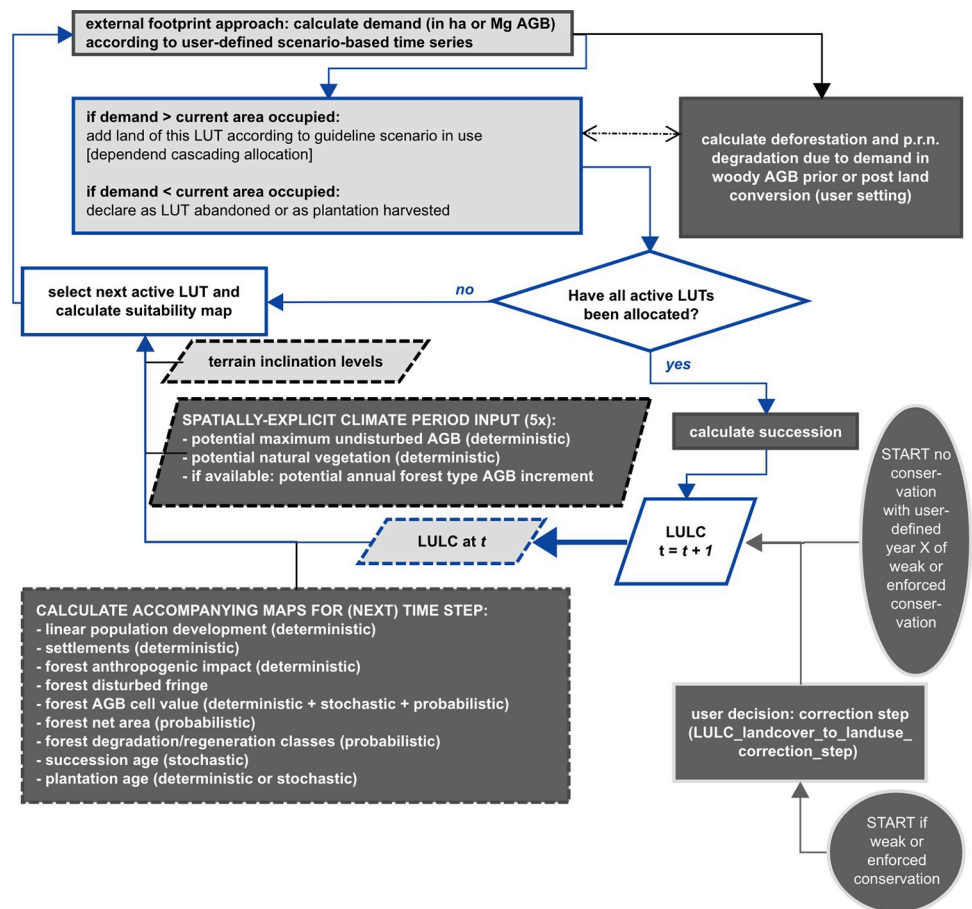 external footprint approach: calculate demand (in ha or Mg AGB)
according to user-defined scenario-based time series
if demand > current area occupied:
add land of this LUT according to guideline scenario in use
[dependend cascading allocation]
if demand < current area occupied:
declare as LUT abandoned or as plantation harvested
calculate deforestation and p.r.n.
degradation due to demand in
woody AGB prior or post land
conversion (user setting)
select next active LUT and
calculate suitability map
no
Have all active LUTs
been allocated?
yes
terrain inclination levels
SPATIALLY-EXPLICIT CLIMATE PERIOD INPUT (5x):
- potential maximum undisturbed AGB (deterministic)
- potential natural vegetation (deterministic)
- if available: potential annual forest type AGB increment
calculate succession
START no
conser-
vation
with user-
defined
year X of
weak or
enforced
conser-
vation
LULC at t
LULC
t = t + 1
CALCULATE ACCOMPANYING MAPS FOR (NEXT) TIME STEP:
- linear population development (deterministic)
- settlements (deterministic)
- forest anthropogenic impact (deterministic)
- forest disturbed fringe
- forest AGB cell value (deterministic + stochastic + probabilistic)
- forest net area (probabilistic)
- forest degradation/regeneration classes (probabilistic)
- succession age (stochastic)
- plantation age (deterministic or stochastic)
user decision: correction step
(LULC_landcover_to_landuse_
correction_step)
START if
weak or
enforced
conservation